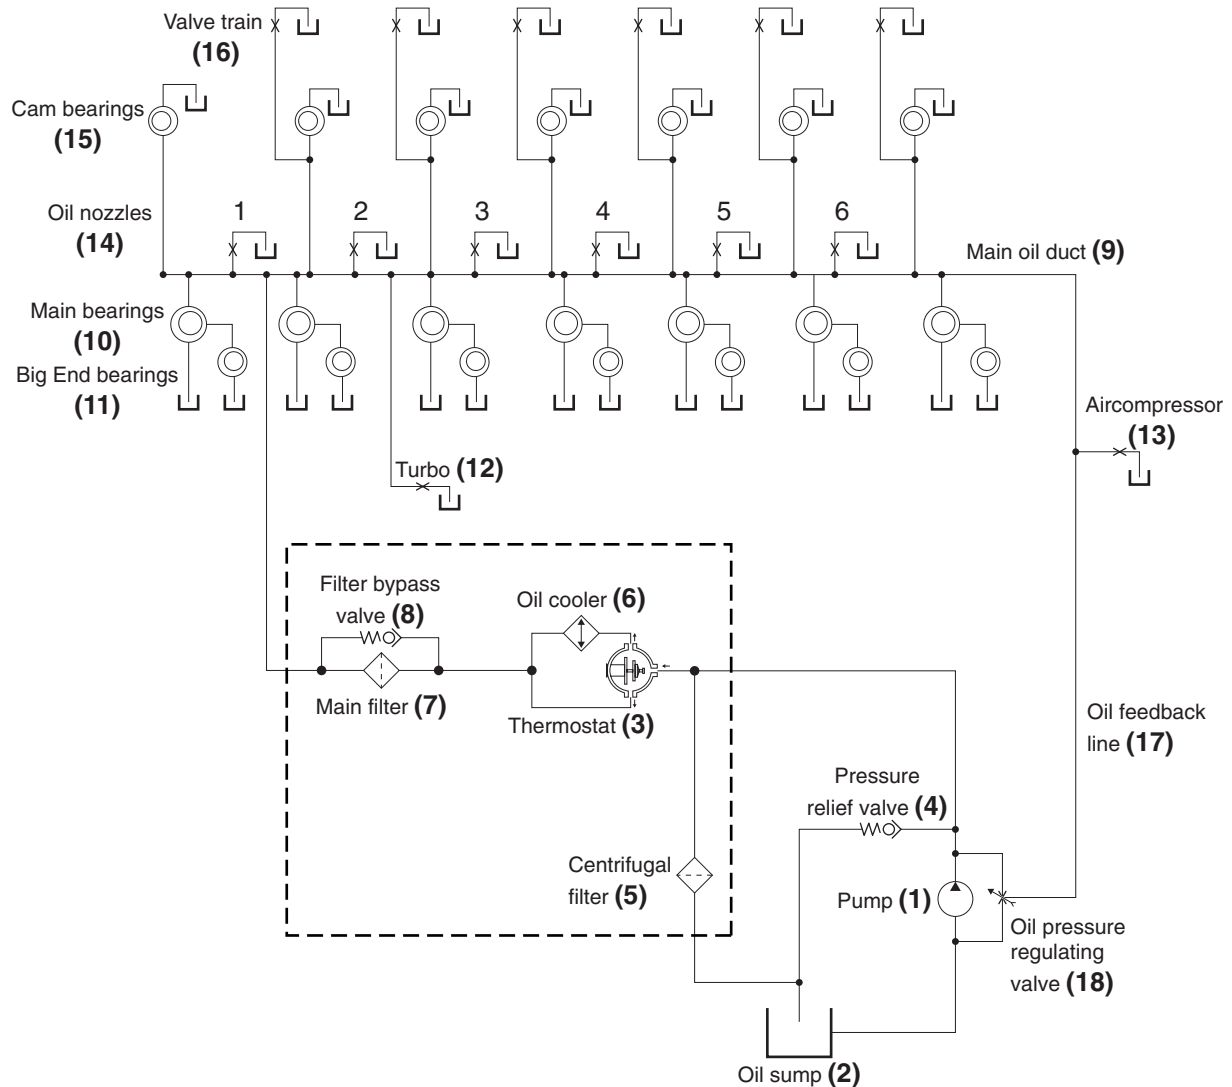 Valve train
(16)
Cam bearings
(15)
Oil nozzles
(14)
1
2
3
4
5
6
Main oil duct (9)
Main bearings
(10)
Big End bearings
(11)
Aircompressor
(13)
Turbo (12)
Filter bypass
valve (8)
Oil cooler (6)
Main filter (7)
Thermostat (3)
Oil feedback
line (17)
Pressure
relief valve (4)
Centrifugal
filter (5)
Pump (1)
Oil pressure
regulating
valve (18)
Oil sump (2)